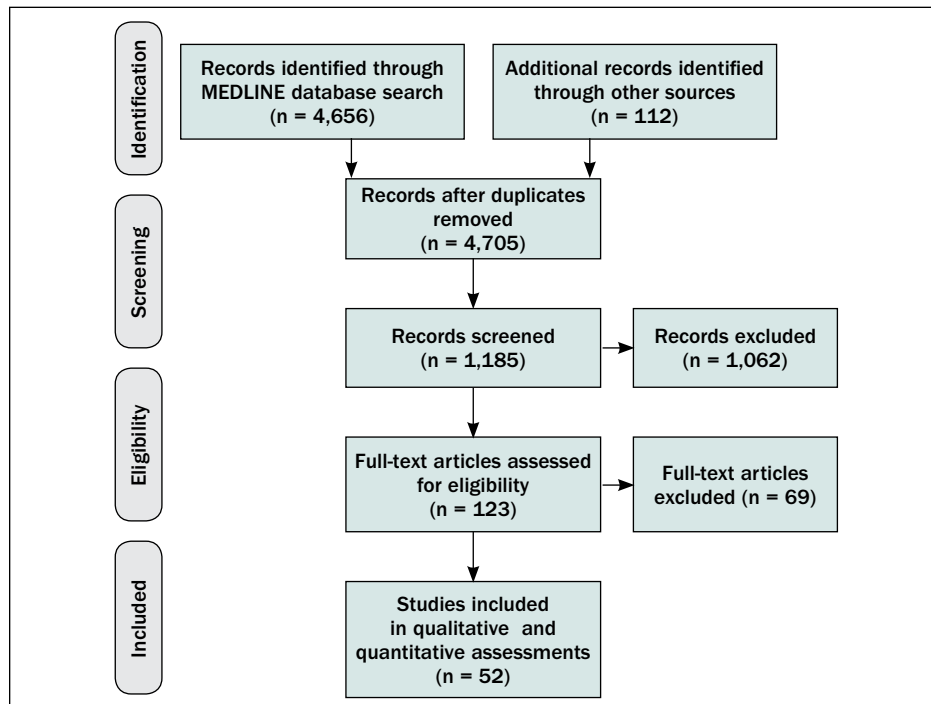 Identification
Records identified through
MEDLINE database search
(n = 4,656)
Additional records identified
through other sources
(n = 112)
Records after duplicates
removed
(n = 4,705)
Screening
Records screened
(n = 1,185)
Records excluded
(n = 1,062)
Eligibility
Full-text articles assessed
for eligibility
(n = 123)
Full-text articles
excluded (n = 69)
Included
Studies included
in qualitative and
quantitative assessments
(n = 52)